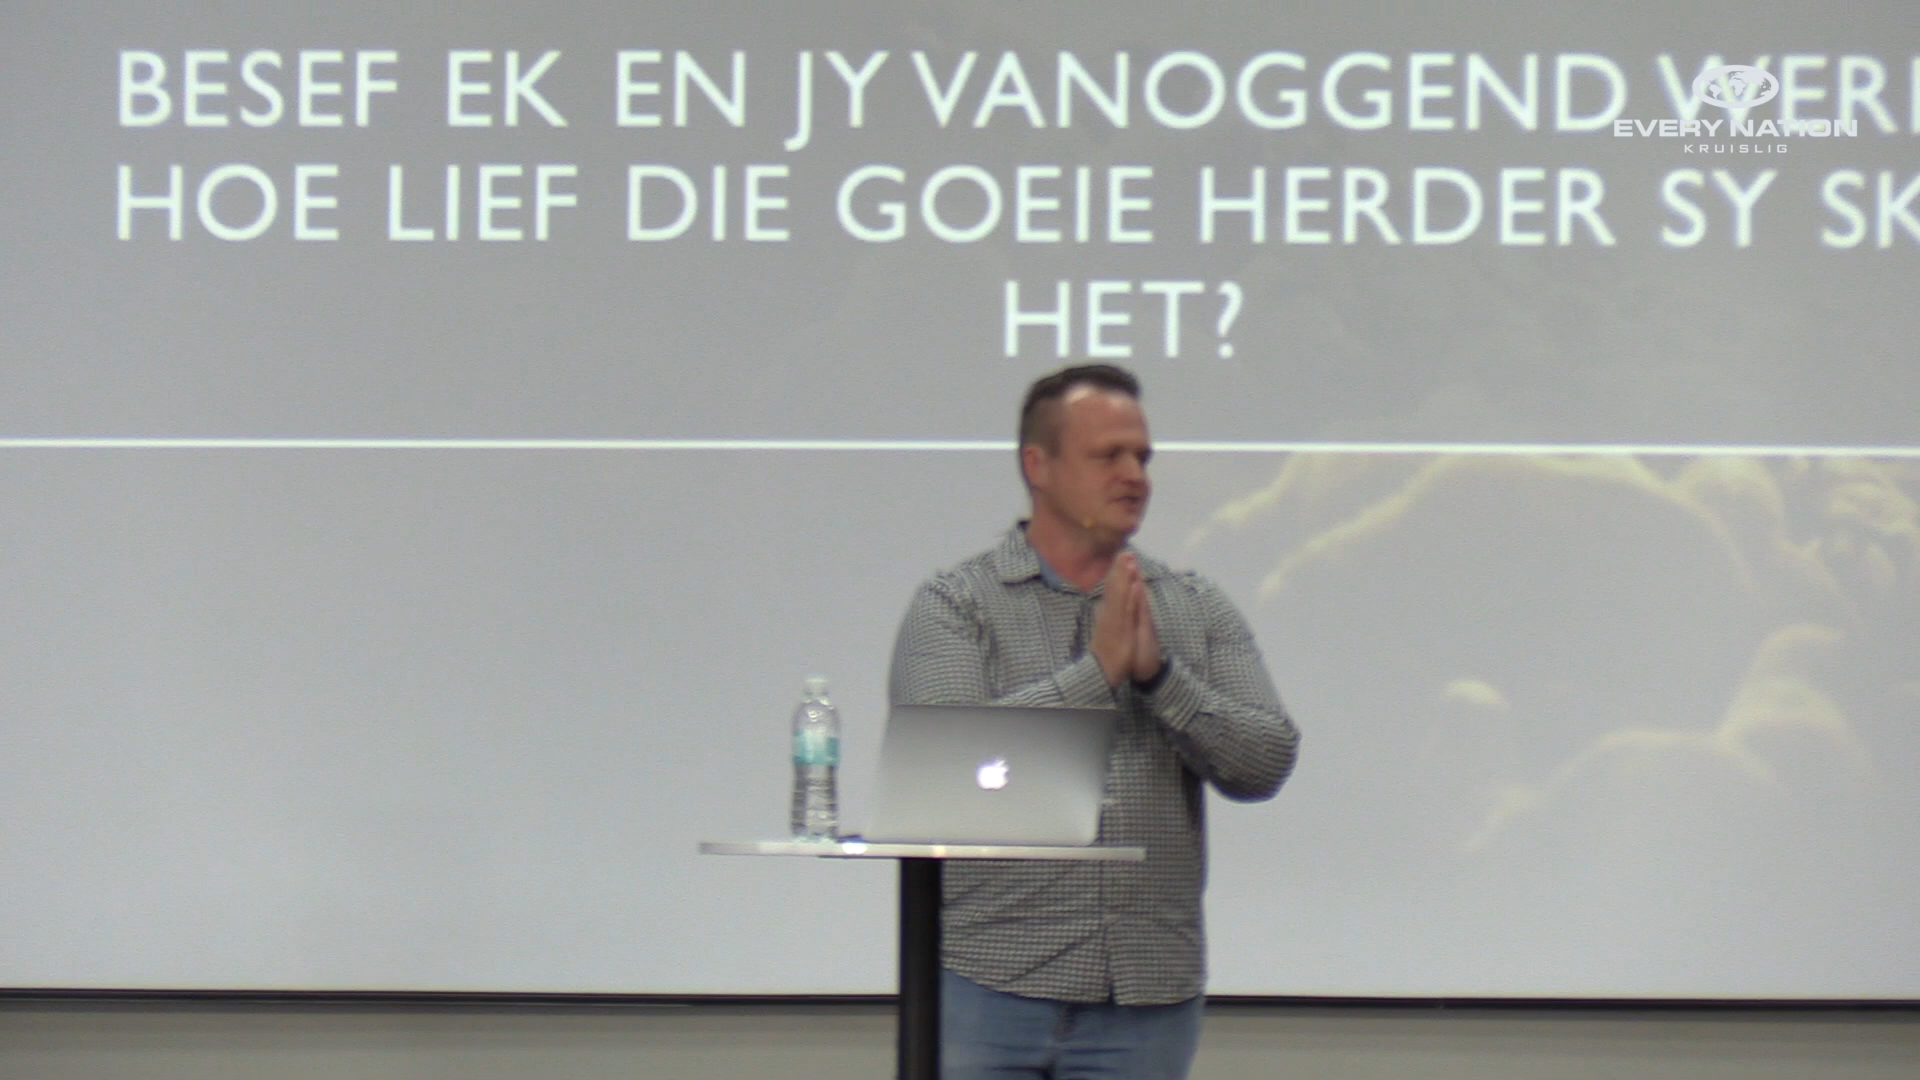 BESEF EK EN JY VANOGGEND
HOE LIEF DIE GOEIE HERDER SY
HET?
EVERY NATION
KRUISLIG